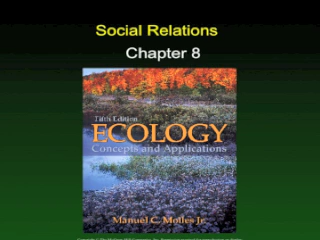 Social Relations
Chapter 8
Third Edition
ECOLOGY
Concepts and Applications
Manuel C. Molles Jr.